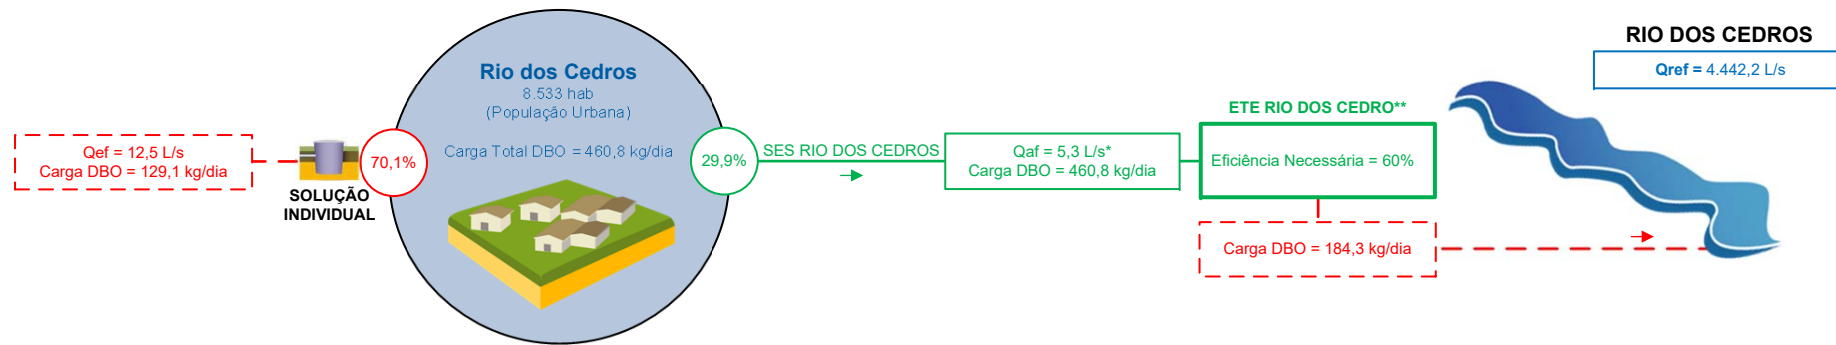 Qef = 12,5 L/s
Carga DBO = 129,1 kg/dia
SOLUÇÃO
INDIVIDUAL
70,1%
Rio dos Cedros
8.533 hab
(População Urbana)
Carga Total DBO = 460,8 kg/dia
29,9%
SES RIO DOS CEDROS
Qaf = 5,3 L/s*
Carga DBO = 460,8 kg/dia
ETE RIO DOS CEDRO**
Eficiência Necessária = 60%
Carga DBO = 184,3 kg/dia
RIO DOS CEDROS
Qref = 4.442,2 L/s